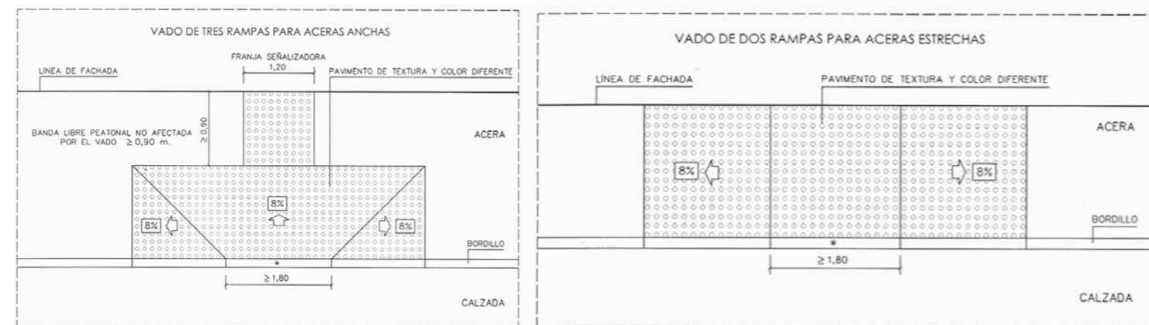 VADO DE TRES RAMPAS PARA ACERAS ANCHAS
FRANJA SEÑALIZADORA
1,20
LÍNEA DE FACHADA
PAVIMENTO DE TEXTURA Y COLOR DIFERENTE
≥ 0,90
BANDA LIBRE PEATONAL NO AFECTADA
POR EL VADO ≥ 0,90 m.
ACERA
8%
8%
8%
BORDILLO
*
≥ 1,80
CALZADA
VADO DE DOS RAMPAS PARA ACERAS ESTRECHAS
LÍNEA DE FACHADA
PAVIMENTO DE TEXTURA Y COLOR DIFERENTE
ACERA
8%
8%
BORDILLO
*
≥ 1,80
CALZADA